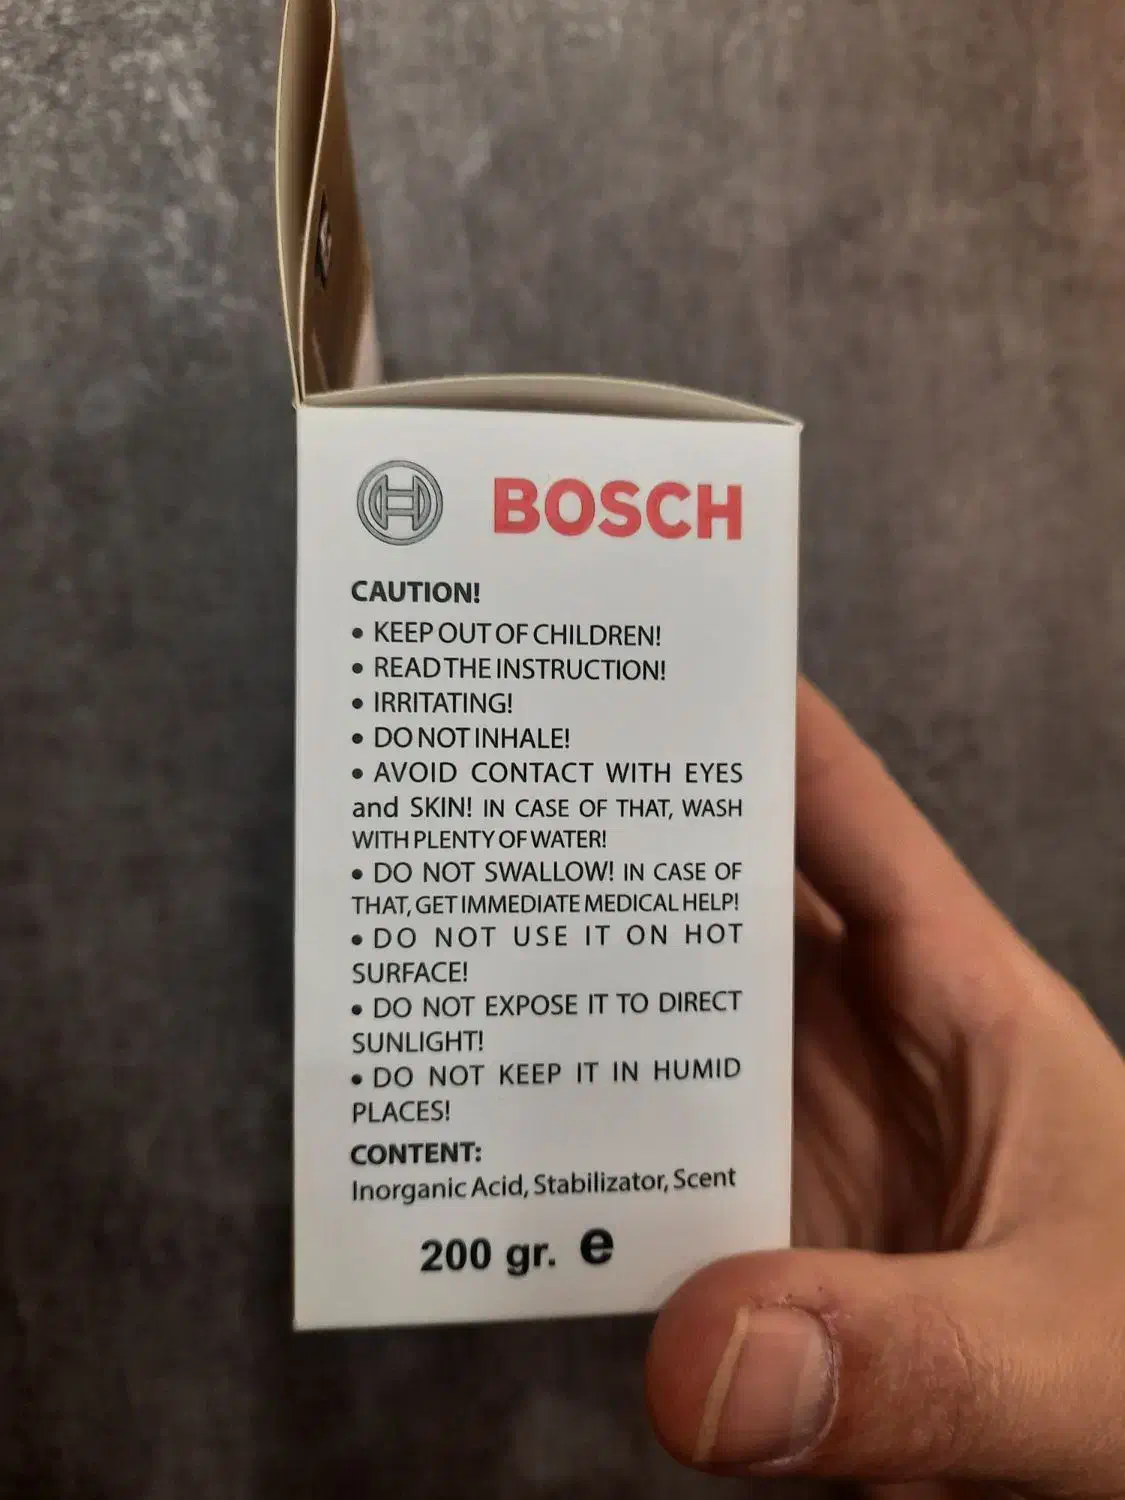 BOSCH
CAUTION!
• KEEP OUT OF CHILDREN!
• READ THE INSTRUCTION!
• IRRITATING!
• DO NOT INHALE!
• AVOID CONTACT WITH EYES
and SKIN! IN CASE OF THAT, WASH
WITH PLENTY OF WATER!
• DO NOT SWALLOW! IN CASE OF
THAT, GET IMMEDIATE MEDICAL HELP!
• DO NOT USE IT ON HOT
SURFACE!
• DO NOT EXPOSE IT TO DIRECT
SUNLIGHT!
• DO NOT KEEP IT IN HUMID
PLACES!
CONTENT:
Inorganic Acid, Stabilizator, Scent
200 gr. e